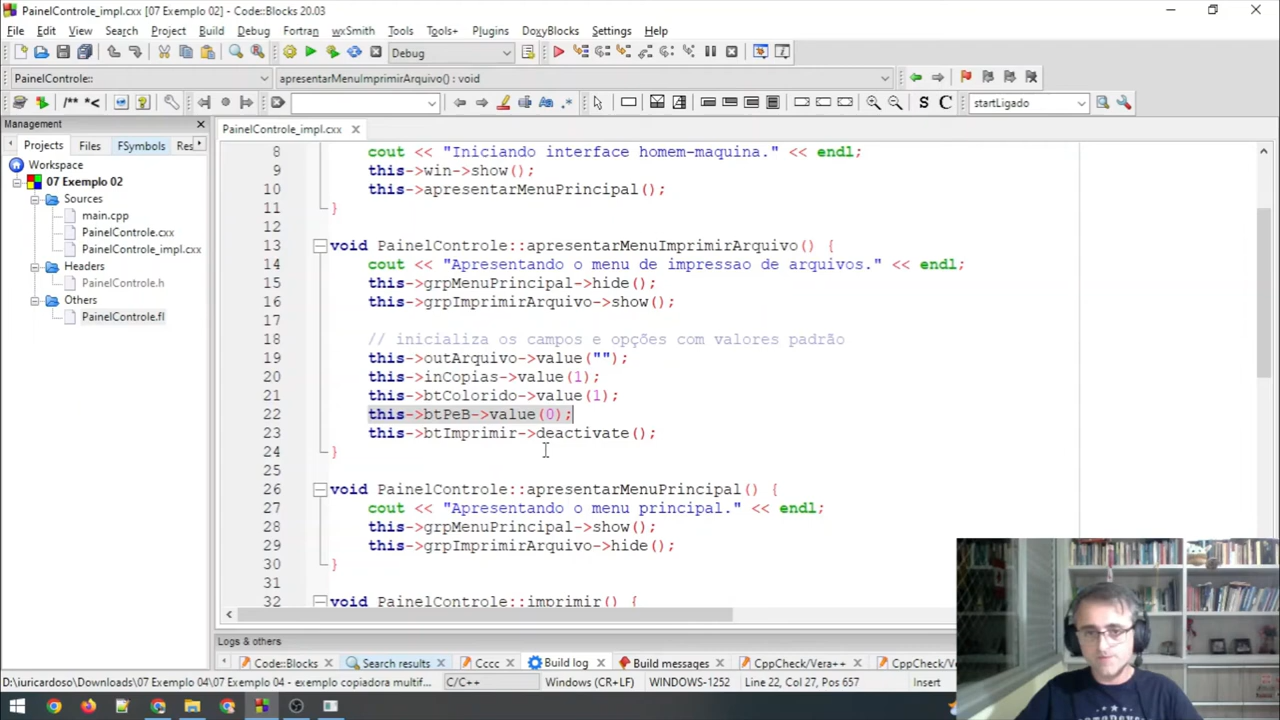 PainelControle_impl.cxx [07 Exemplo 02] - Code::Blocks 20.03
File Edit View Search Project Build Debug Fortran wxSmith Tools Tools+ Plugins DoxyBlocks Settings Help
Debug
PainelControle:: apresentarMenuImprimirArquivo() : void
/** *< .* S C startLigado
Management
Projects Files FSymbols Res
Workspace
07 Exemplo 02
Sources
main.cpp
PainelControle.cxx
PainelControle_impl.cxx
Headers
PainelControle.h
Others
PainelControle.fl
PainelControle_impl.cxx
8 cout << "Iniciando interface homem-maquina." << endl;
9 this->win->show();
10 this->apresentarMenuPrincipal();
11 }
12
13 void PainelControle::apresentarMenuImprimirArquivo() {
14 cout << "Apresentando o menu de impressao de arquivos." << endl;
15 this->grpMenuPrincipal->hide();
16 this->grpImprimirArquivo->show();
17
18 // inicializa os campos e opções com valores padrão
19 this->outArquivo->value("");
20 this->inCopias->value(1);
21 this->btColorido->value(1);
22 this->btPeB->value(0);
23 this->btImprimir->deactivate();
24 }
25
26 void PainelControle::apresentarMenuPrincipal() {
27 cout << "Apresentando o menu principal." << endl;
28 this->grpMenuPrincipal->show();
29 this->grpImprimirArquivo->hide();
30 }
31
32 void PainelControle::imprimir() {
Logs & others
Code::Blocks Search results Cccc Build log Build messages CppCheck/Vera++ CppCheck/
D:\iuricardoso\Downloads\07 Exemplo 04\07 Exemplo 04 - exemplo copiadora multif... C/C++ Windows (CR+LF) WINDOWS-1252 Line 22, Col 27, Pos 657 Insert